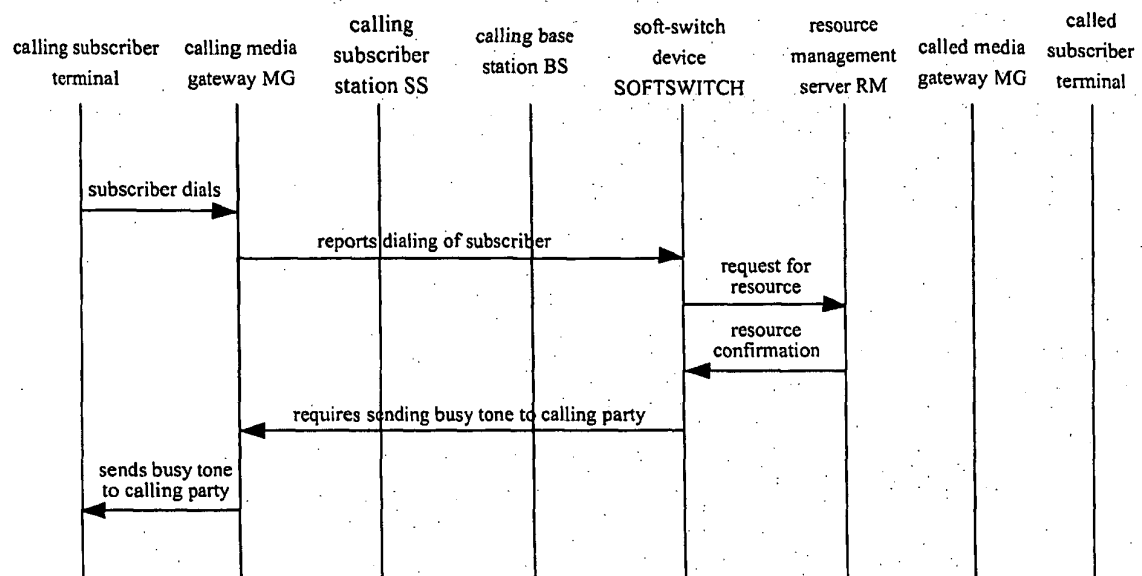 calling subscriber
terminal
calling media
gateway MG
calling
subscriber
station SS
calling base
station BS
soft-switch
device
SOFTSWITCH
resource
management
server RM
called media
gateway MG
called
subscriber
terminal
subscriber dials
reports dialing of subscriber
request for
resource
resource
confirmation
requires sending busy tone to calling party
sends busy tone
to calling party